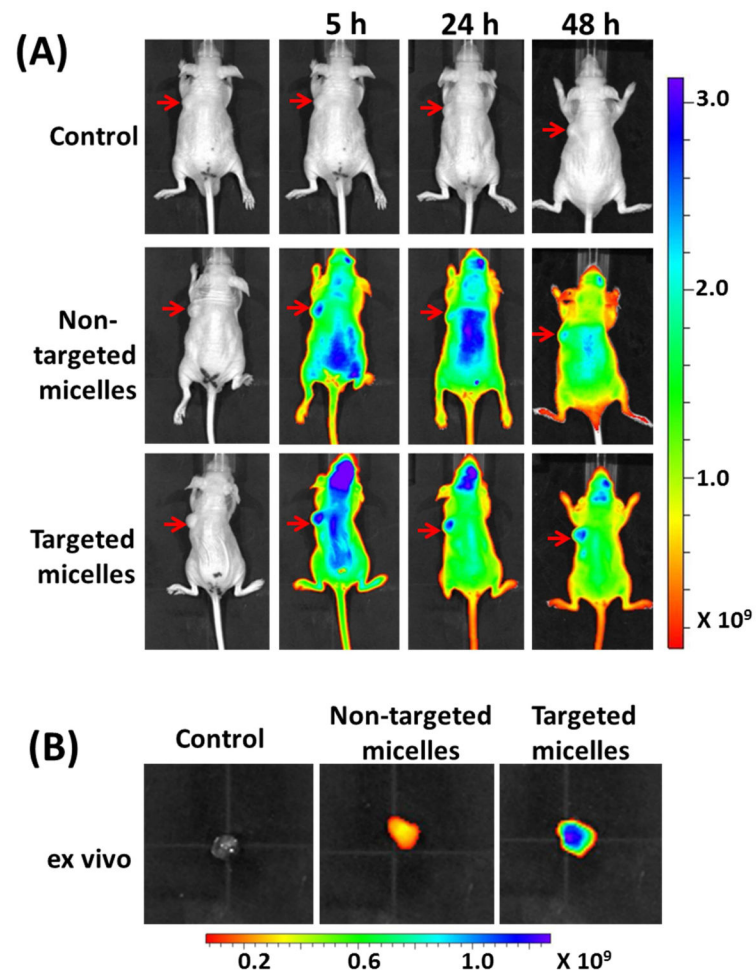 (A)
5 h
24 h
48 h
Control
Non-
targeted
micelles
Targeted
micelles
3.0
2.0
1.0
X 10⁹
(B)
Control
Non-targeted
micelles
Targeted
micelles
ex vivo
0.2
0.6
1.0
X 10⁹